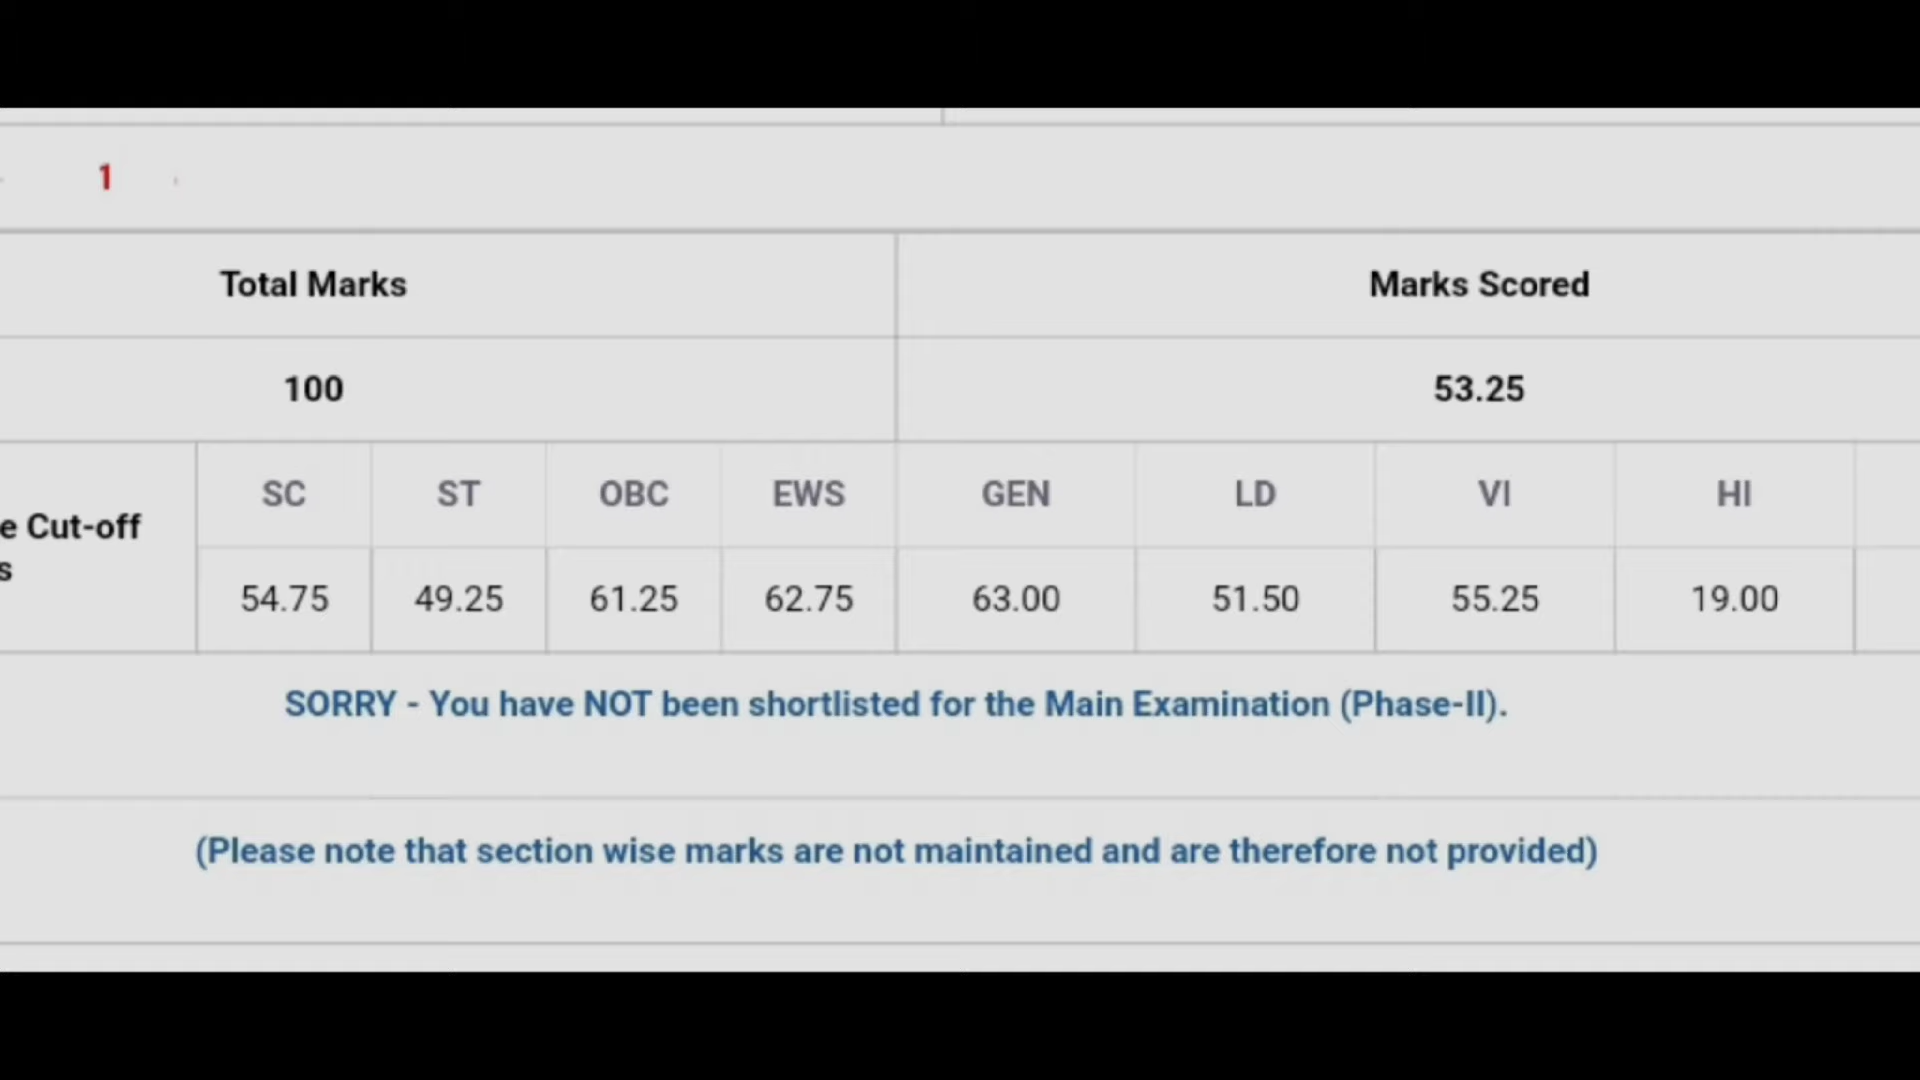 1
Total Marks Marks Scored
100 53.25
e Cut-off
s
SC ST OBC EWS GEN LD VI HI
54.75 49.25 61.25 62.75 63.00 51.50 55.25 19.00
SORRY - You have NOT been shortlisted for the Main Examination (Phase-II).
(Please note that section wise marks are not maintained and are therefore not provided)